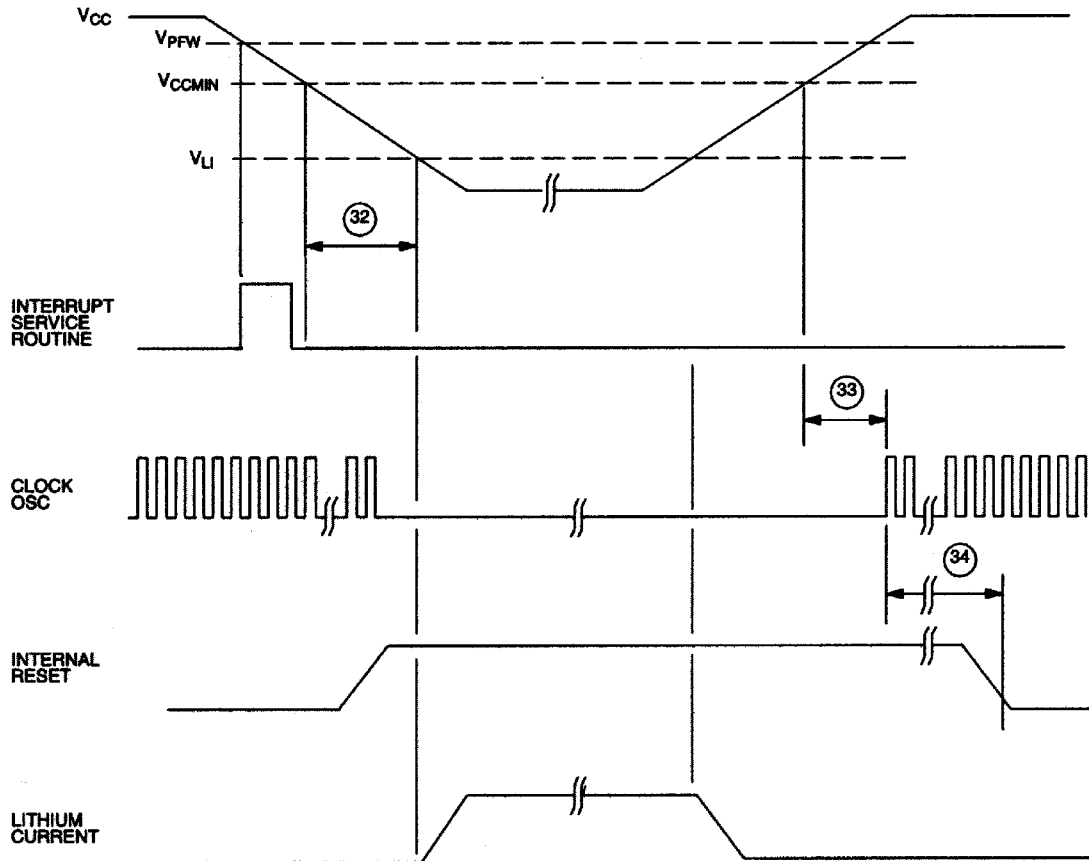 VCC
VPFW
VCCMIN
VLI
32
INTERRUPT
SERVICE
ROUTINE
33
CLOCK
OSC
34
INTERNAL
RESET
LITHIUM
CURRENT